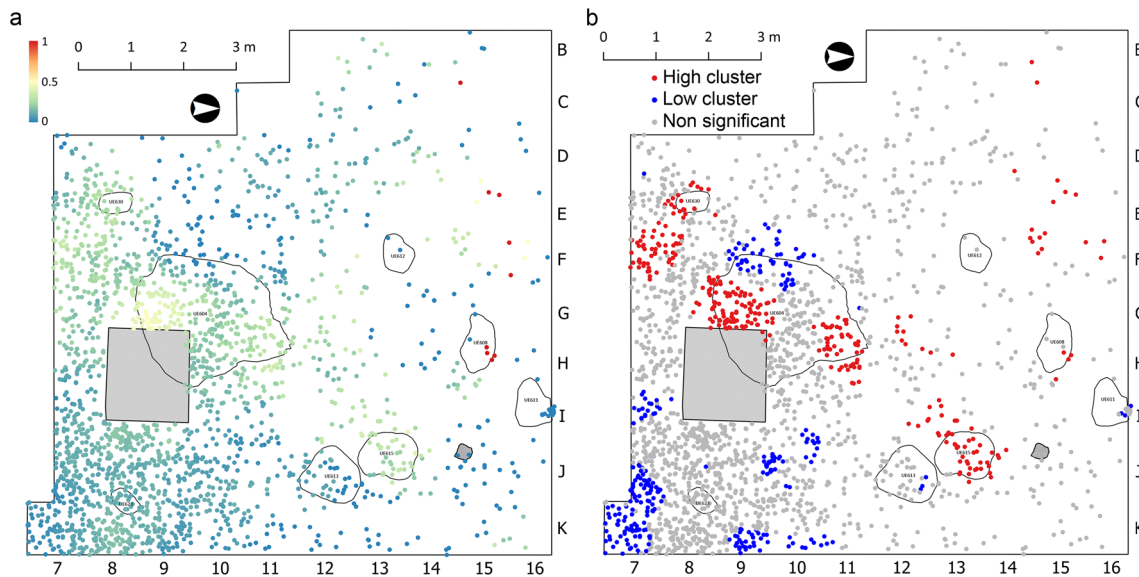 a
1
0.5
0
0 1 2 3 m
B
C
D
E
F
G
H
I
J
K
UE630
UE612
UE604
UE608
UE611
UE615
UE613
7 8 9 10 11 12 13 14 15 16
b
0 1 2 3 m
High cluster
Low cluster
Non significant
B
C
D
E
F
G
H
I
J
K
UE630
UE612
UE608
UE611
UE615
UE613
7 8 9 10 11 12 13 14 15 16